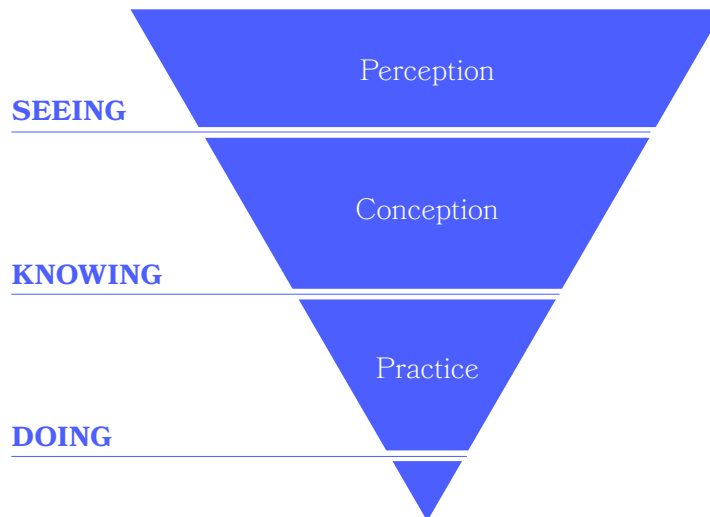 Perception
SEEING
Conception
KNOWING
Practice
DOING